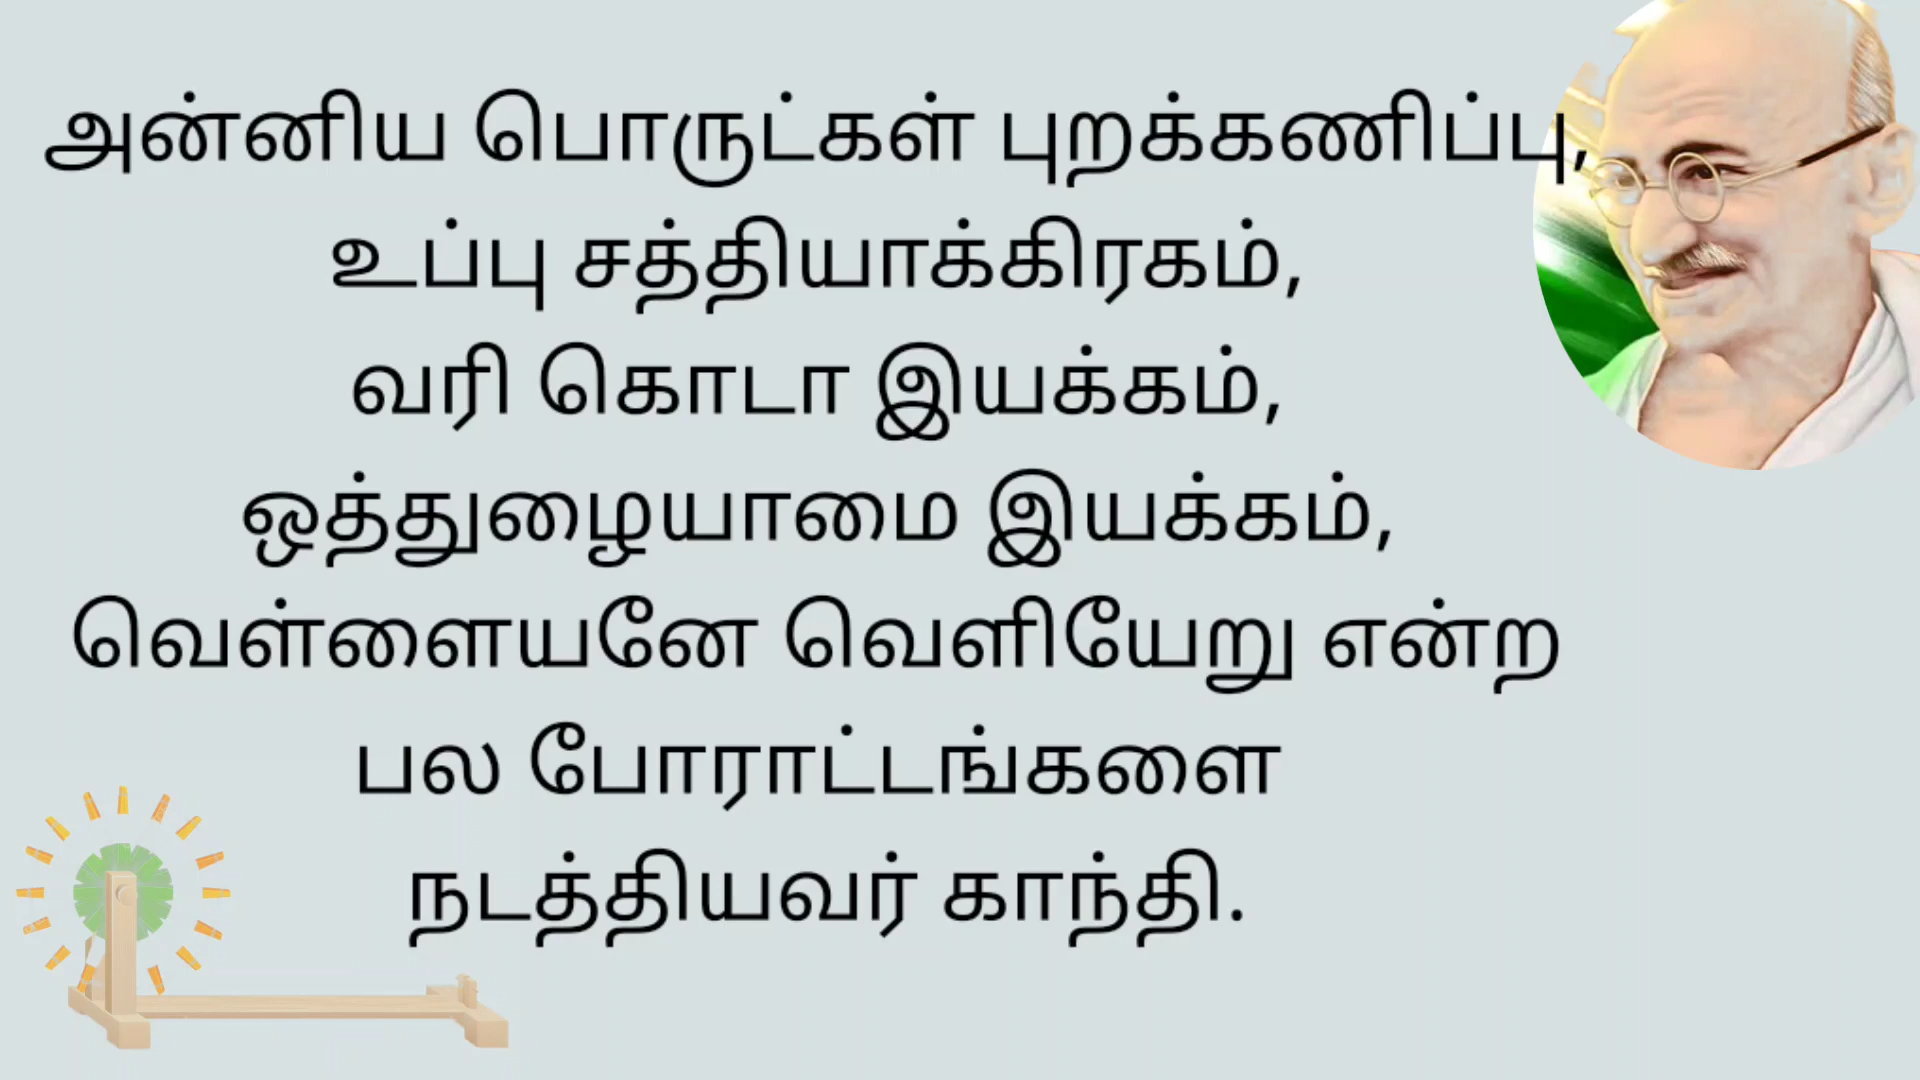 அன்னிய பொருட்கள் புறக்கணிப்பு,
உப்பு சத்தியாக்கிரகம்,
வரி கொடா இயக்கம்,
ஒத்துழையாமை இயக்கம்,
வெள்ளையனே வெளியேறு என்ற
பல போராட்டங்களை
நடத்தியவர் காந்தி.